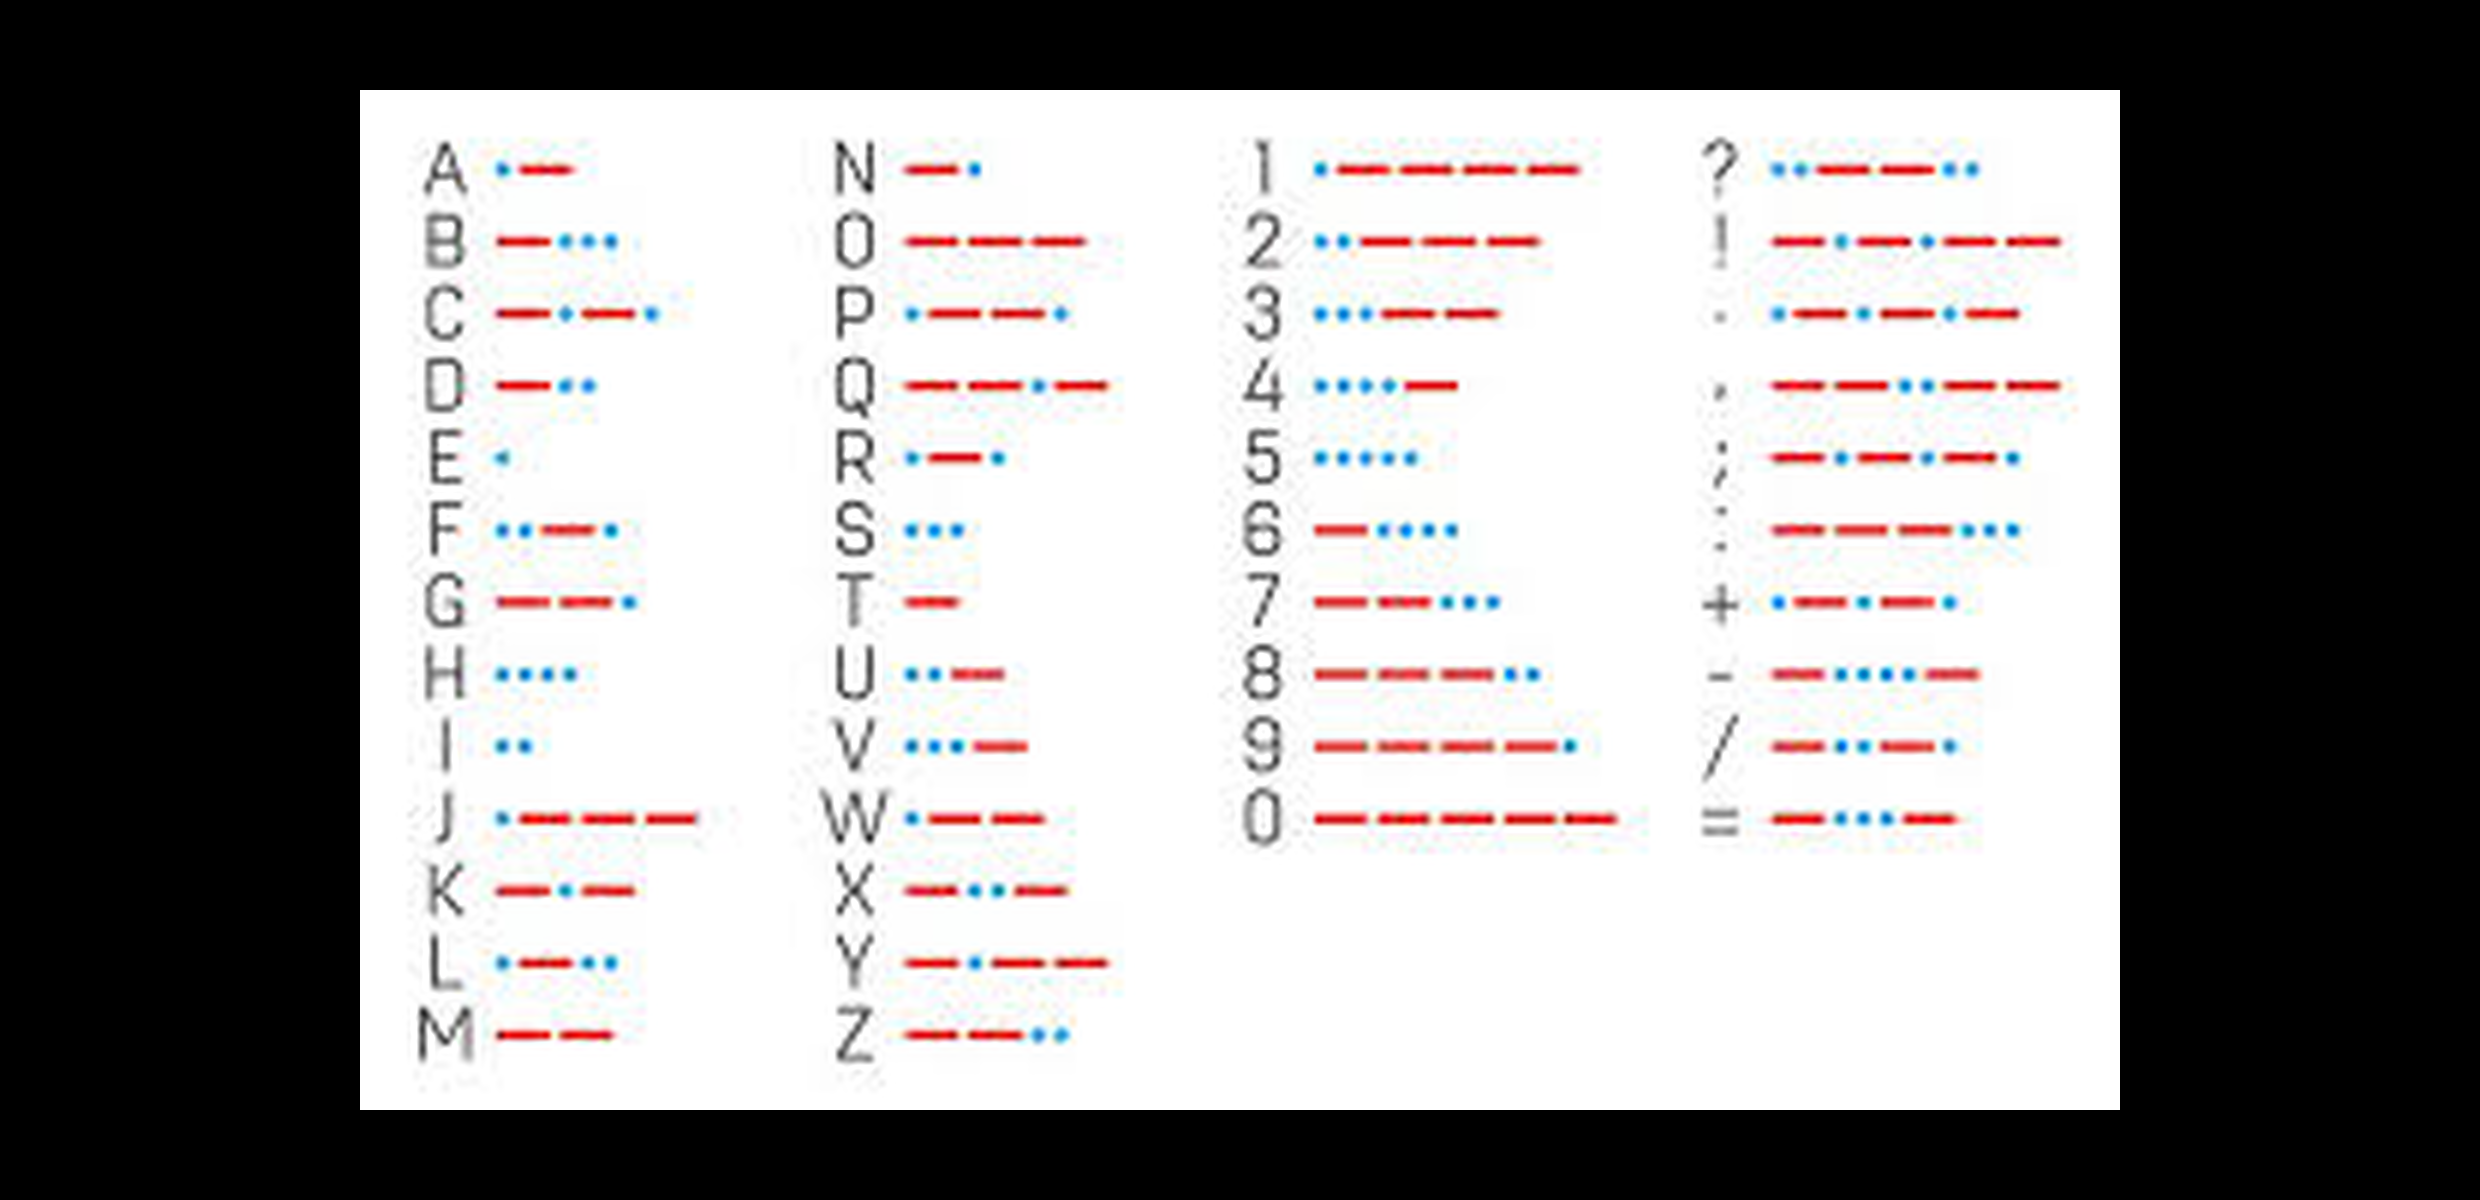 A •— N —• 1 •———— ? ••——••
B —••• O ——— 2 ••——— ! —•—•——
C —•—• P •——• 3 •••—— . •—•—•—
D —•• Q ——•— 4 ••••— , ——••——
E • R •—• 5 ••••• ; —•—•—•
F ••—• S ••• 6 —•••• : ———•••
G ——• T — 7 ——••• + •—•—•
H •••• U ••— 8 ———•• - —••••—
I •• V •••— 9 ————• / —••—•
J •——— W •—— 0 ————— = —•••—
K —•— X —••—
L •—•• Y —•——
M —— Z ——••